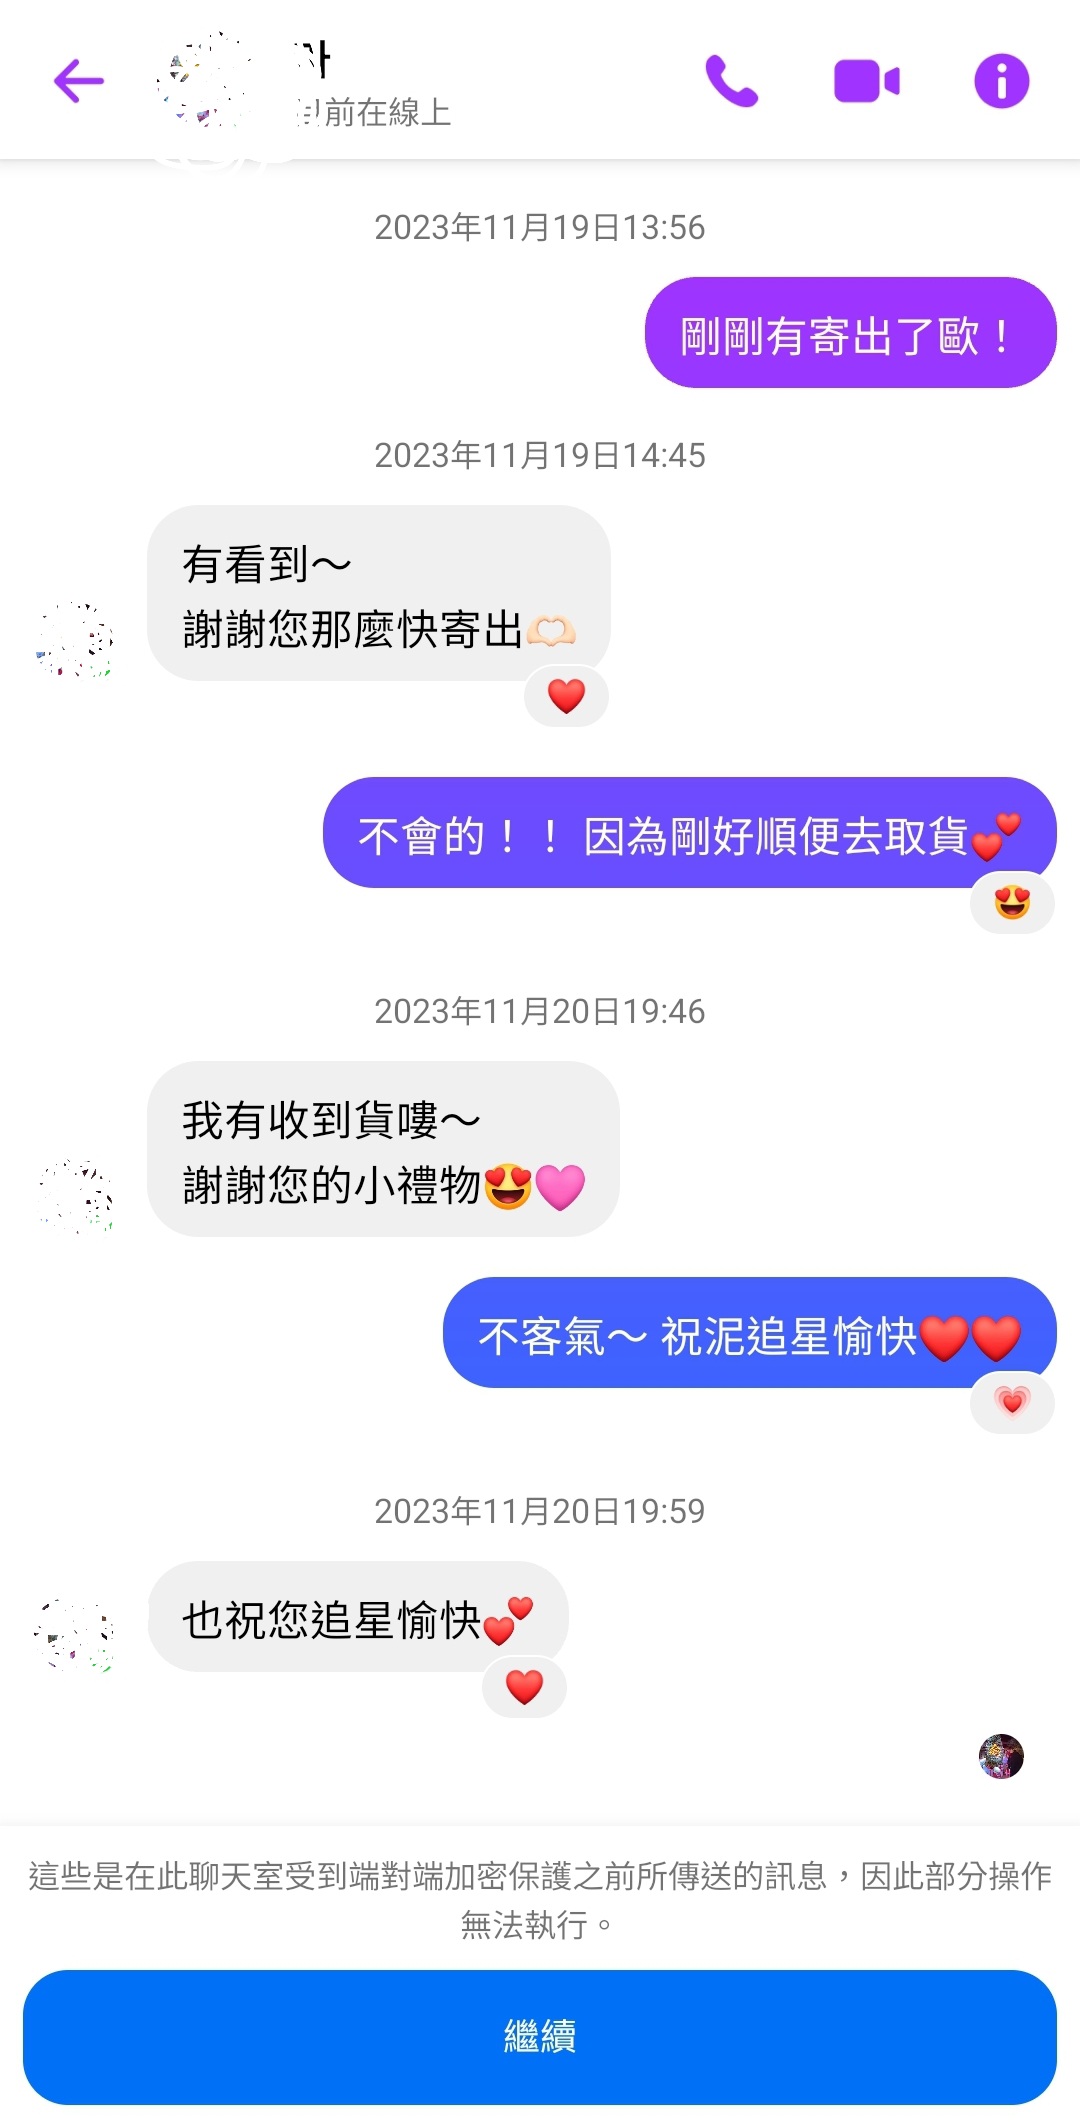 前在線上
2023年11月19日13:56
剛剛有寄出了歐！
2023年11月19日14:45
有看到～
謝謝您那麼快寄出🫶🏻
❤️
不會的！！ 因為剛好順便去取貨💕
😍
2023年11月20日19:46
我有收到貨嘍～
謝謝您的小禮物😍🩷
不客氣～ 祝泥追星愉快❤️❤️
💗
2023年11月20日19:59
也祝您追星愉快💕
❤️
這些是在此聊天室受到端對端加密保護之前所傳送的訊息，因此部分操作
無法執行。
繼續